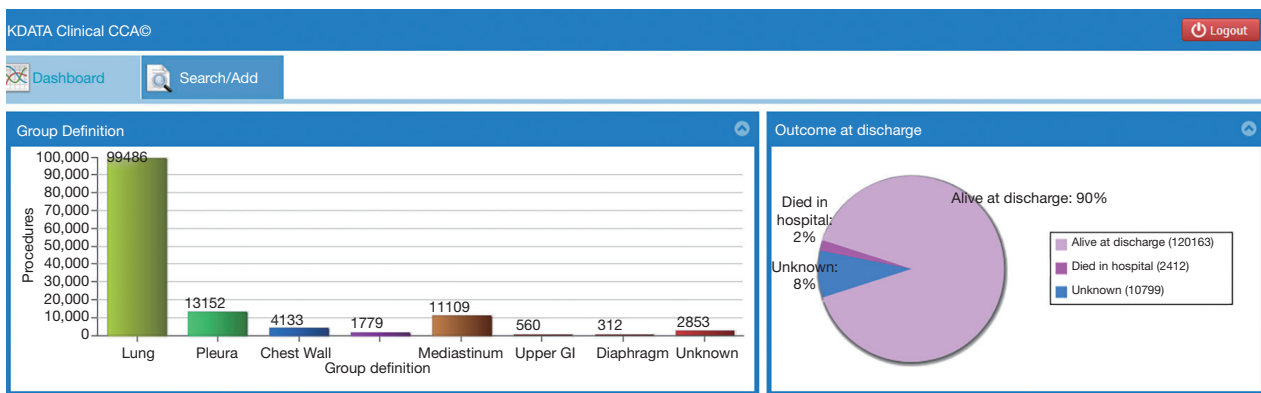 KDATA Clinical CCA©
Logout
Dashboard
Search/Add
Group Definition
100,000
90,000
80,000
70,000
60,000
50,000
40,000
30,000
20,000
10,000
0
Procedures
99486
13152
4133
1779
11109
560
312
2853
Lung
Pleura
Chest Wall
Mediastinum
Upper GI
Diaphragm
Unknown
Group definition
Outcome at discharge
Alive at discharge: 90%
Died in
hospital:
2%
Unknown:
8%
Alive at discharge (120163)
Died in hospital (2412)
Unknown (10799)